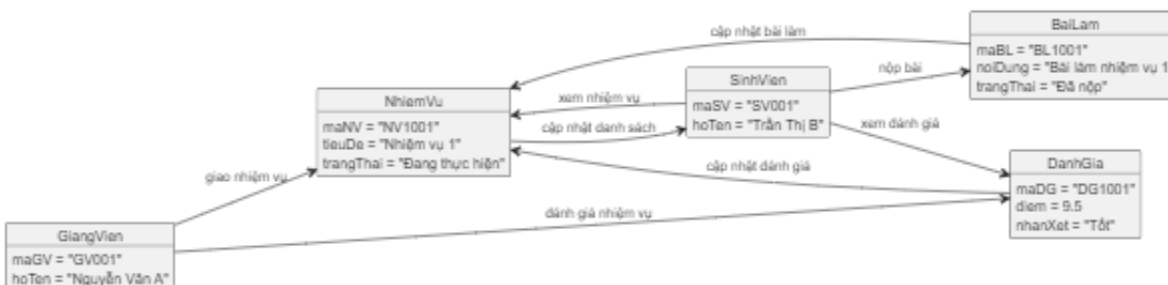 BaiLam
maBL = "BL1001"
noiDung = "Bài làm nhiệm vụ 1
trangThai = "Đã nộp"
cập nhật bài làm
nộp bài
SinhVien
maSV = "SV001"
hoTen = "Trần Thị B"
NhiemVu
maNV = "NV1001"
tieuDe = "Nhiệm vụ 1"
trangThai = "Đang thực hiện"
xem nhiệm vụ
cập nhật danh sách
xem đánh giá
cập nhật đánh giá
DanhGia
maDG = "DG1001"
diem = 9.5
nhanXet = "Tốt"
giao nhiệm vụ
đánh giá nhiệm vụ
GiangVien
maGV = "GV001"
hoTen = "Nguyễn Văn A"